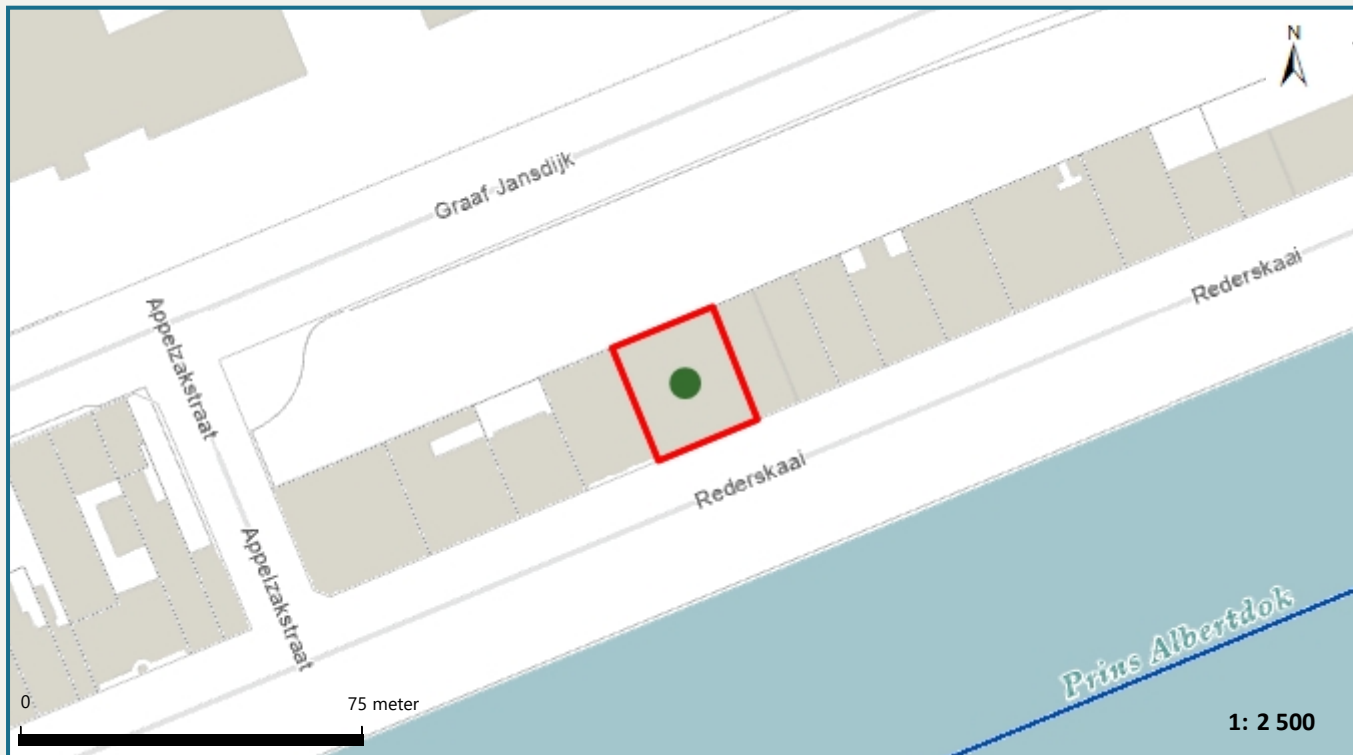 N
Graaf Jansdijk
Rederskaai
Appelzakstraat
Rederskaai
Appelzakstraat
Prins Albertdok
0 75 meter
1: 2 500